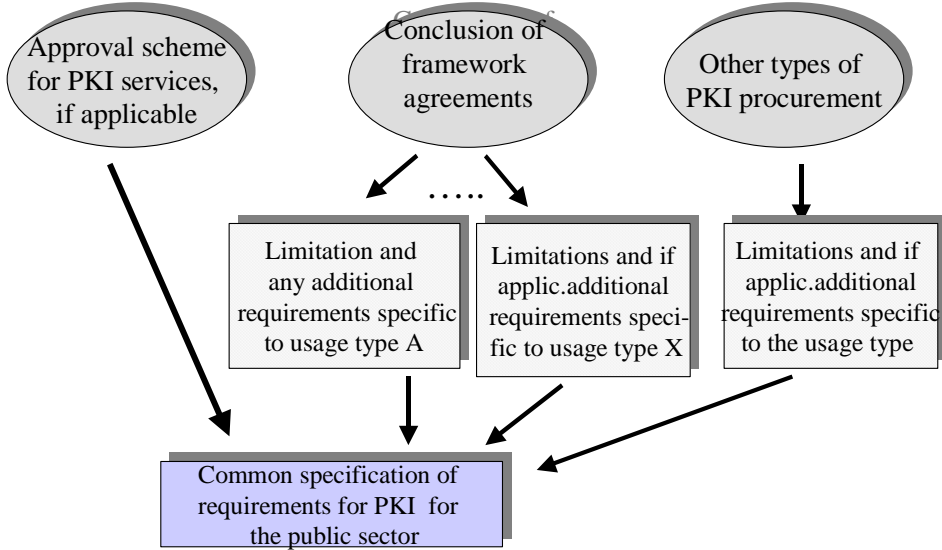 Approval scheme
for PKI services,
if applicable
Conclusion of
framework
agreements
Other types of
PKI procurement
.....
Limitation and
any additional
requirements specific
to usage type A
Limitations and if
applic.additional
requirements speci-
fic to usage type X
Limitations and if
applic.additional
requirements specific
to the usage type
Common specification of
requirements for PKI for
the public sector